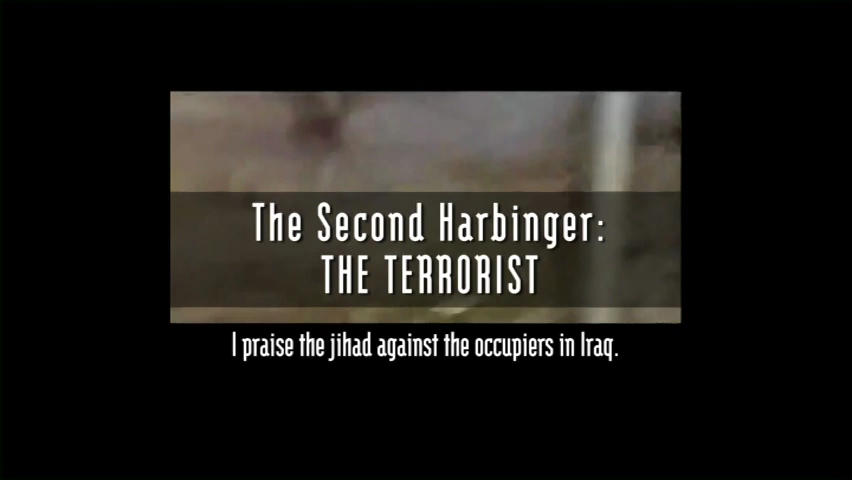 The Second Harbinger:
THE TERRORIST
I praise the jihad against the occupiers in Iraq.